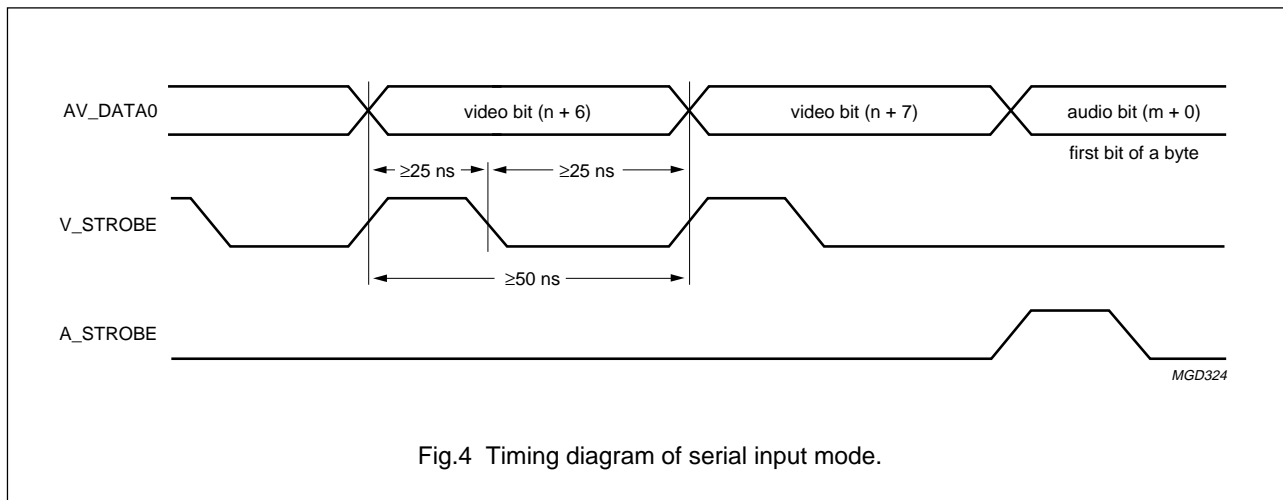 AV_DATA0
video bit (n + 6)
video bit (n + 7)
audio bit (m + 0)
first bit of a byte
≥25 ns
≥25 ns
V_STROBE
≥50 ns
A_STROBE
MGD324
Fig.4 Timing diagram of serial input mode.